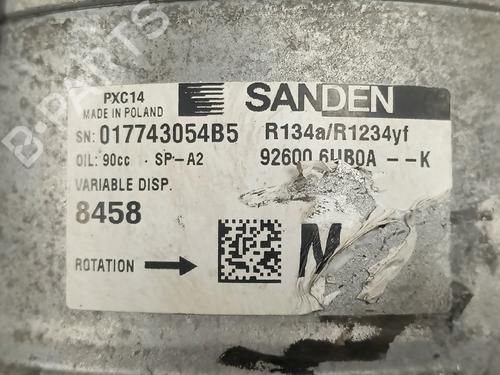 PXC14
MADE IN POLAND
SANDEN
SN: 017743054B5
R134a/R1234yf
OIL: 90cc . SP-A2
92600 6HB0A --K
VARIABLE DISP.
8458
N
ROTATION
B-PARTS